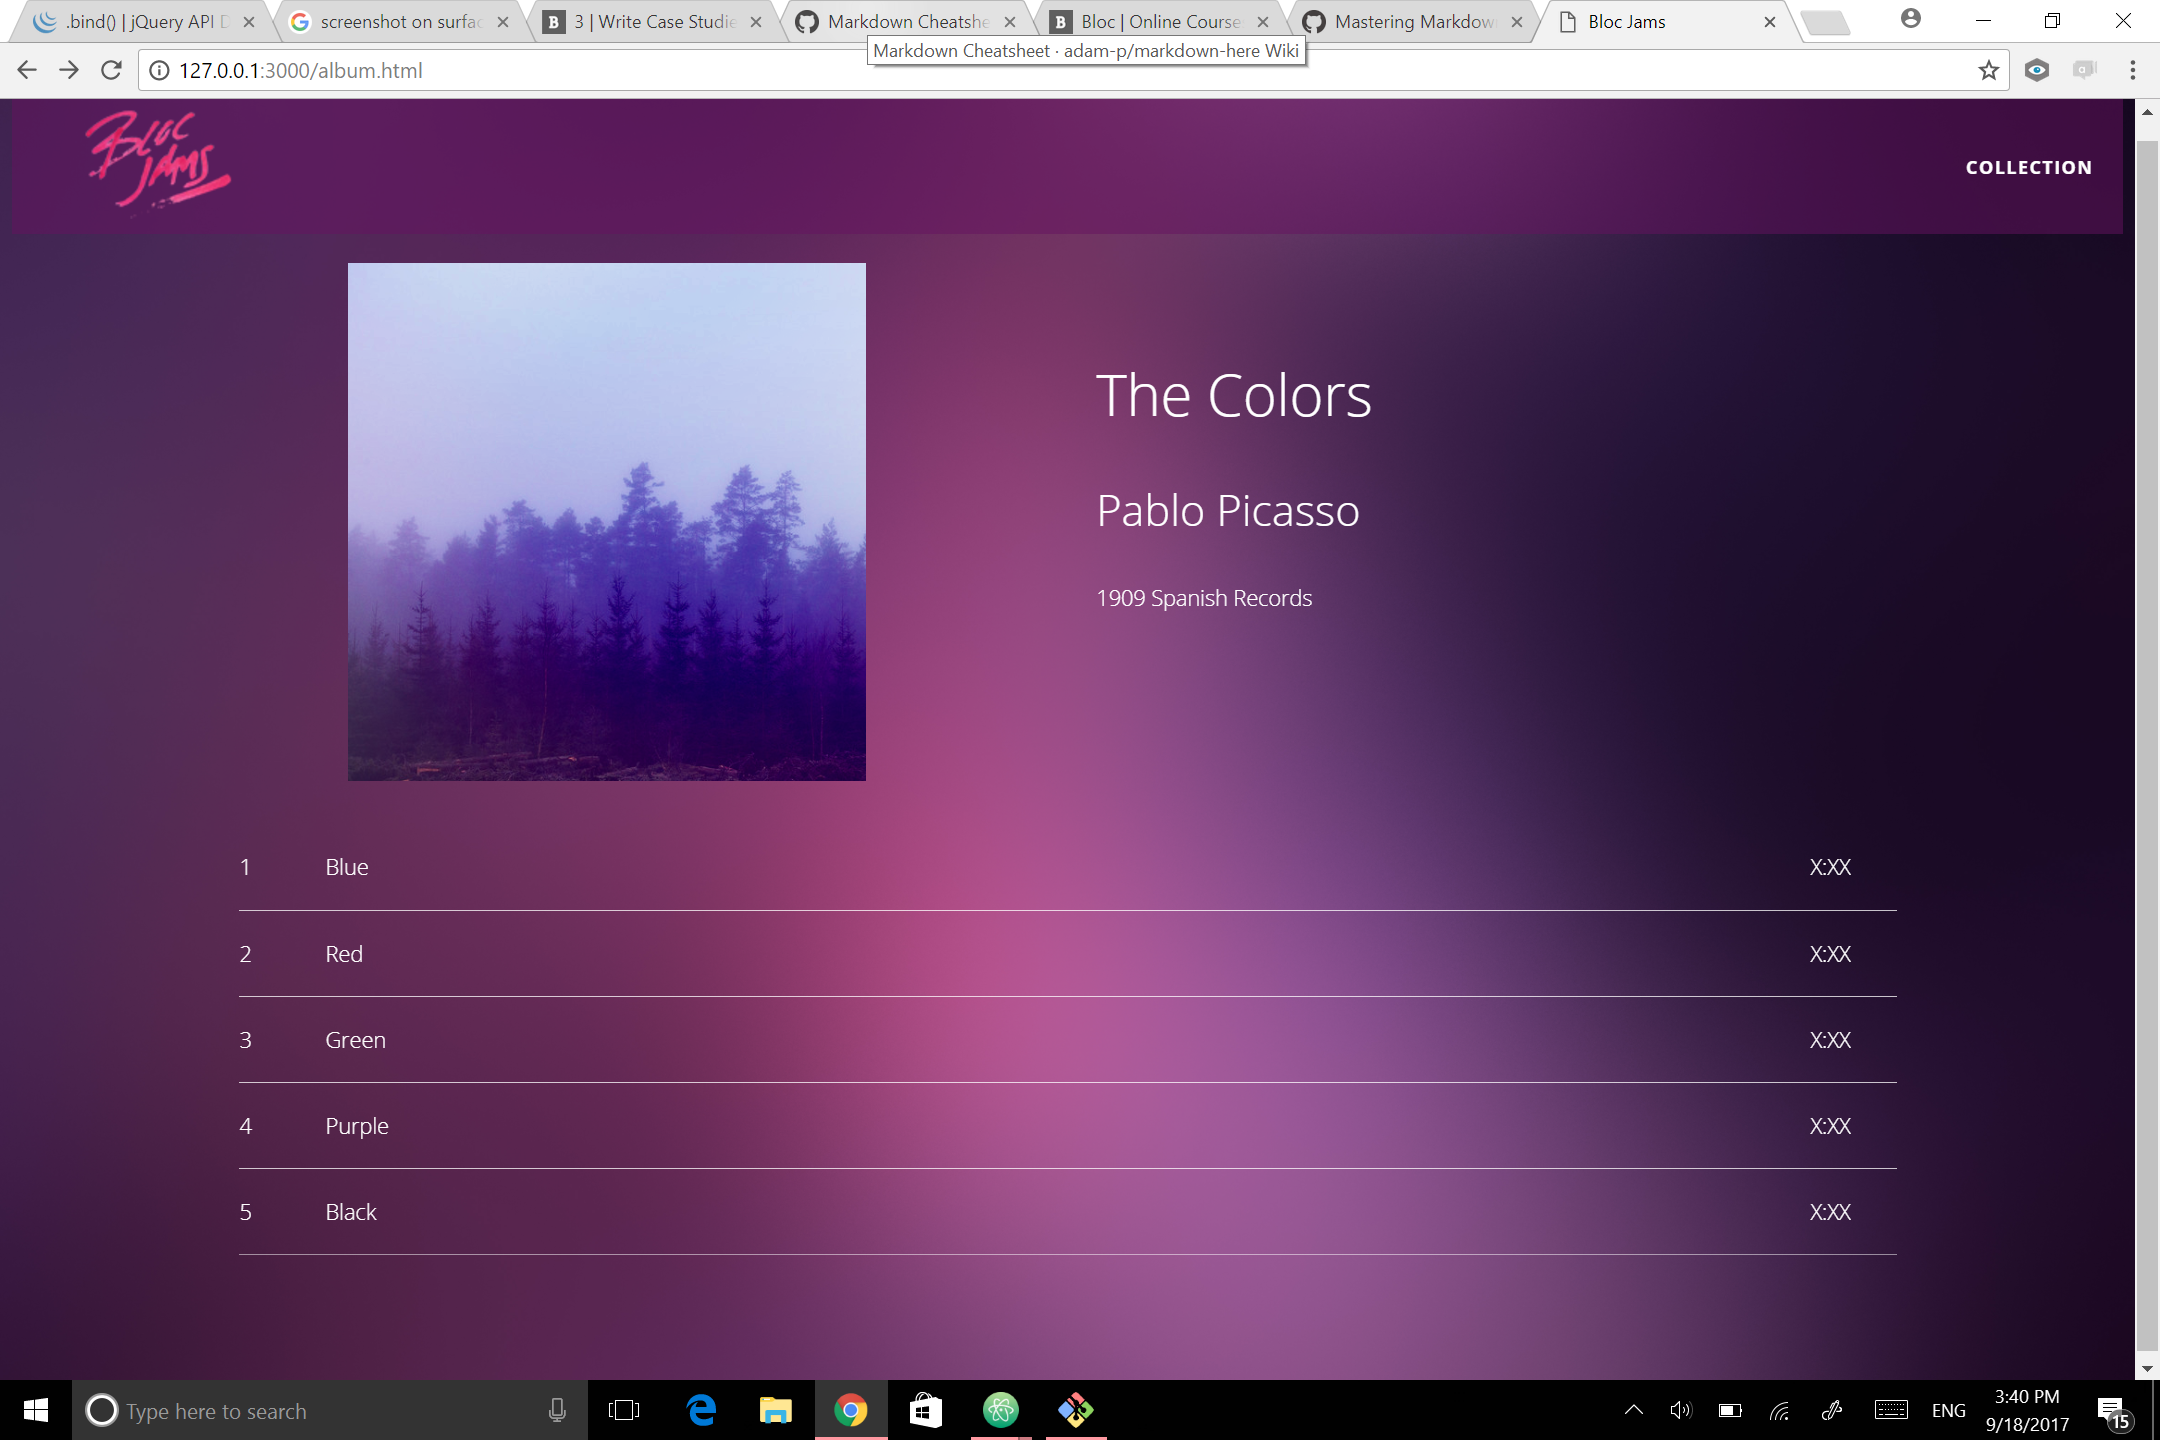 .bind() | jQuery API D
screenshot on surfac
3 | Write Case Studie
Markdown Cheatshe
Bloc | Online Course
Mastering Markdow
Bloc Jams
Markdown Cheatsheet · adam-p/markdown-here Wiki
127.0.0.1:3000/album.html
BLOC JAMS
COLLECTION
The Colors
Pablo Picasso
1909 Spanish Records
1 Blue X:XX
2 Red X:XX
3 Green X:XX
4 Purple X:XX
5 Black X:XX
Type here to search
ENG
3:40 PM
9/18/2017
15